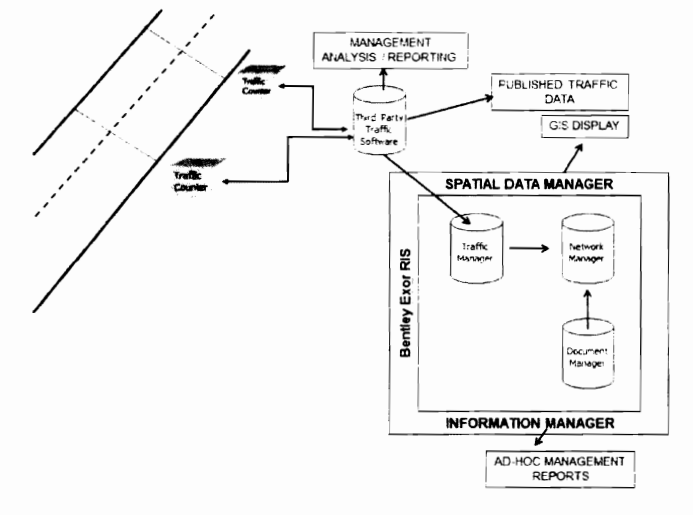 MANAGEMENT
ANALYSIS / REPORTING
Traffic
Counter
PUBLISHED TRAFFIC
DATA
Third Party
Traffic
Software
GIS DISPLAY
Traffic
Counter
SPATIAL DATA MANAGER
Traffic
Manager
Network
Manager
Bentley Exor RIS
Document
Manager
INFORMATION MANAGER
AD-HOC MANAGEMENT
REPORTS